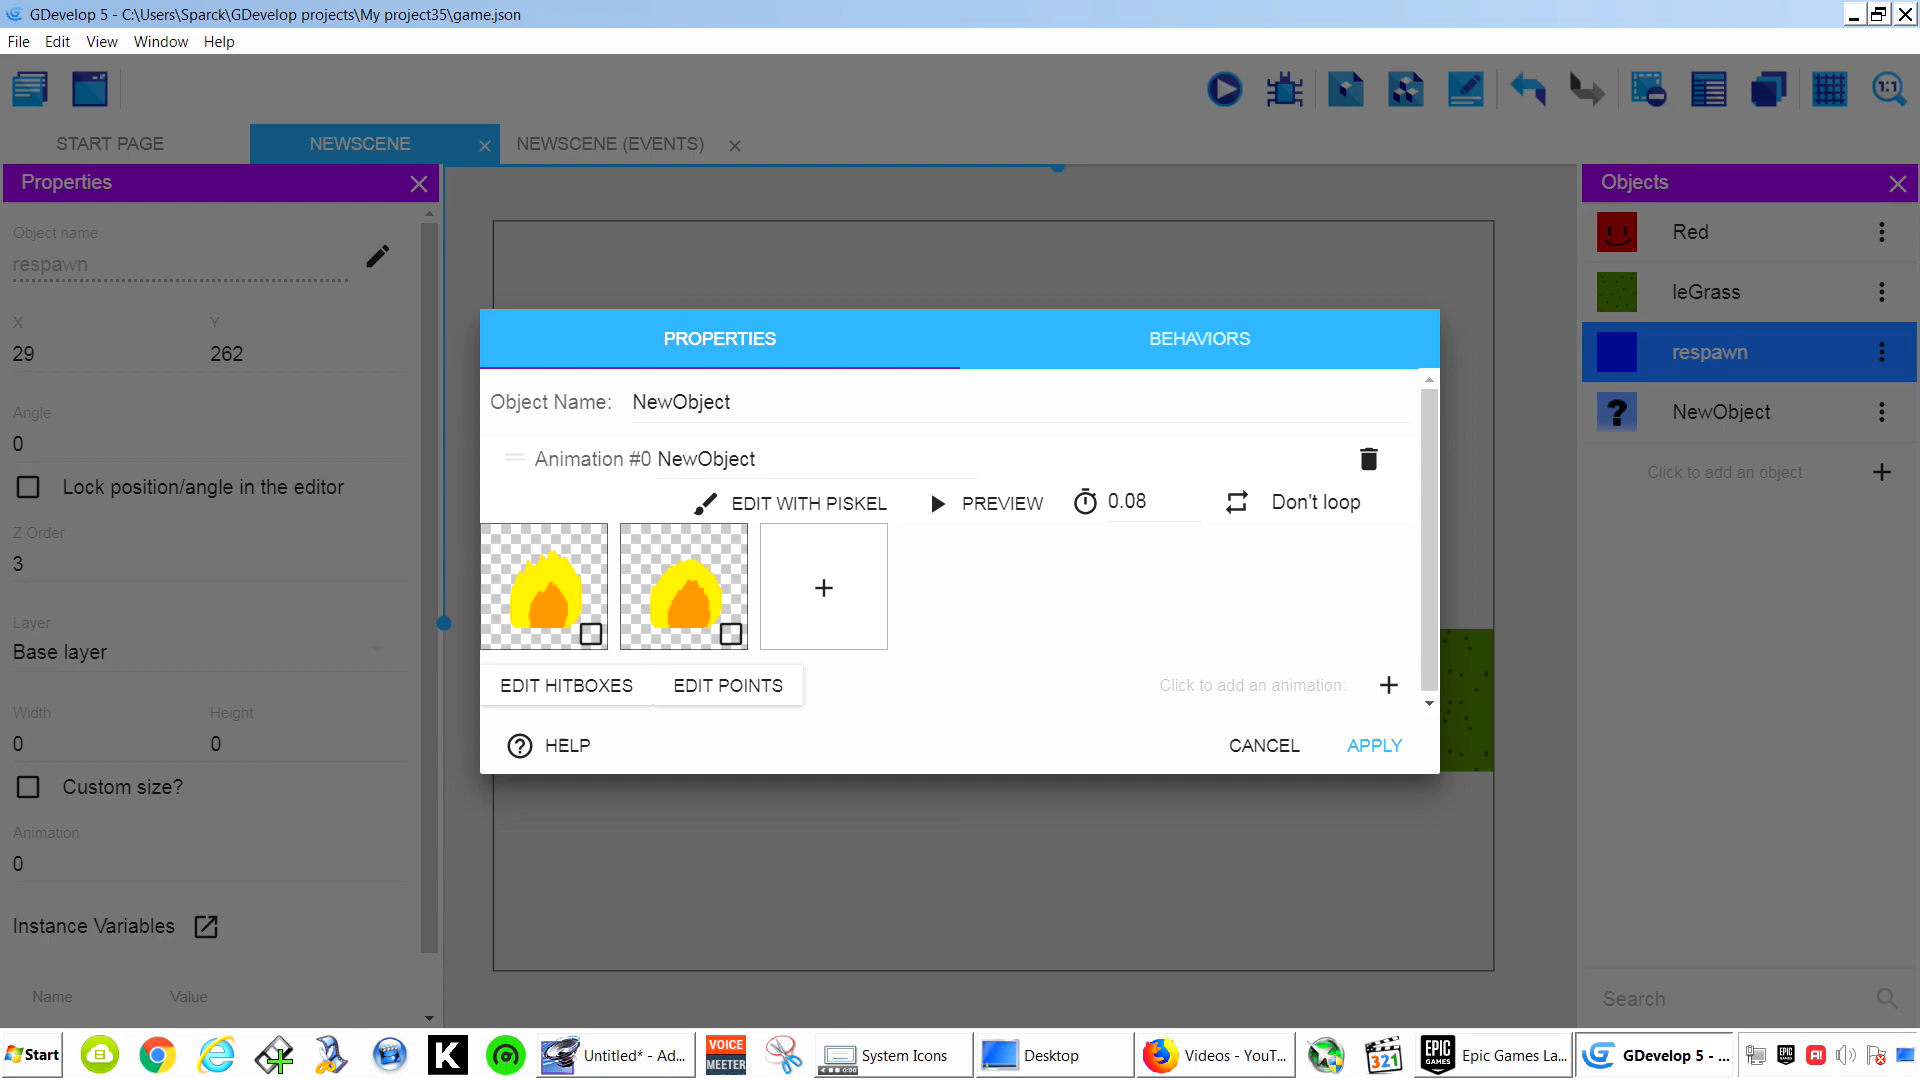 GDevelop 5 - C:\Users\Sparck\GDevelop projects\My project35\game.json
File Edit View Window Help
1:1
START PAGE
NEWSCENE
NEWSCENE (EVENTS)
Properties
Object name
respawn
X Y
29 262
Angle
0
Lock position/angle in the editor
Z Order
3
Layer
Base layer
Width Height
0 0
Custom size?
Animation
0
Instance Variables
Name Value
PROPERTIES
BEHAVIORS
Object Name: NewObject
Animation #0 NewObject
EDIT WITH PISKEL
PREVIEW
0.08
Don't loop
EDIT HITBOXES
EDIT POINTS
Click to add an animation:
HELP
CANCEL
APPLY
Objects
Red
leGrass
respawn
NewObject
Click to add an object
Search
Start
K
Untitled* - Ad...
VOICE
MEETER
System Icons
Desktop
Videos - YouT...
321
EPIC
GAMES
Epic Games La...
GDevelop 5 - ...